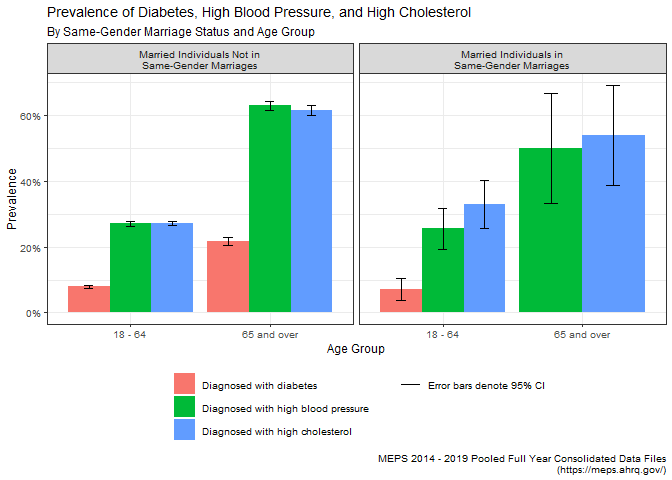 Prevalence of Diabetes, High Blood Pressure, and High Cholesterol
By Same-Gender Marriage Status and Age Group
Married Individuals Not in
Same-Gender Marriages
Married Individuals in
Same-Gender Marriages
Prevalence
60%
40%
20%
0%
18 - 64
65 and over
18 - 64
65 and over
Age Group
Diagnosed with diabetes
Diagnosed with high blood pressure
Diagnosed with high cholesterol
Error bars denote 95% CI
MEPS 2014 - 2019 Pooled Full Year Consolidated Data Files
(https://meps.ahrq.gov/)